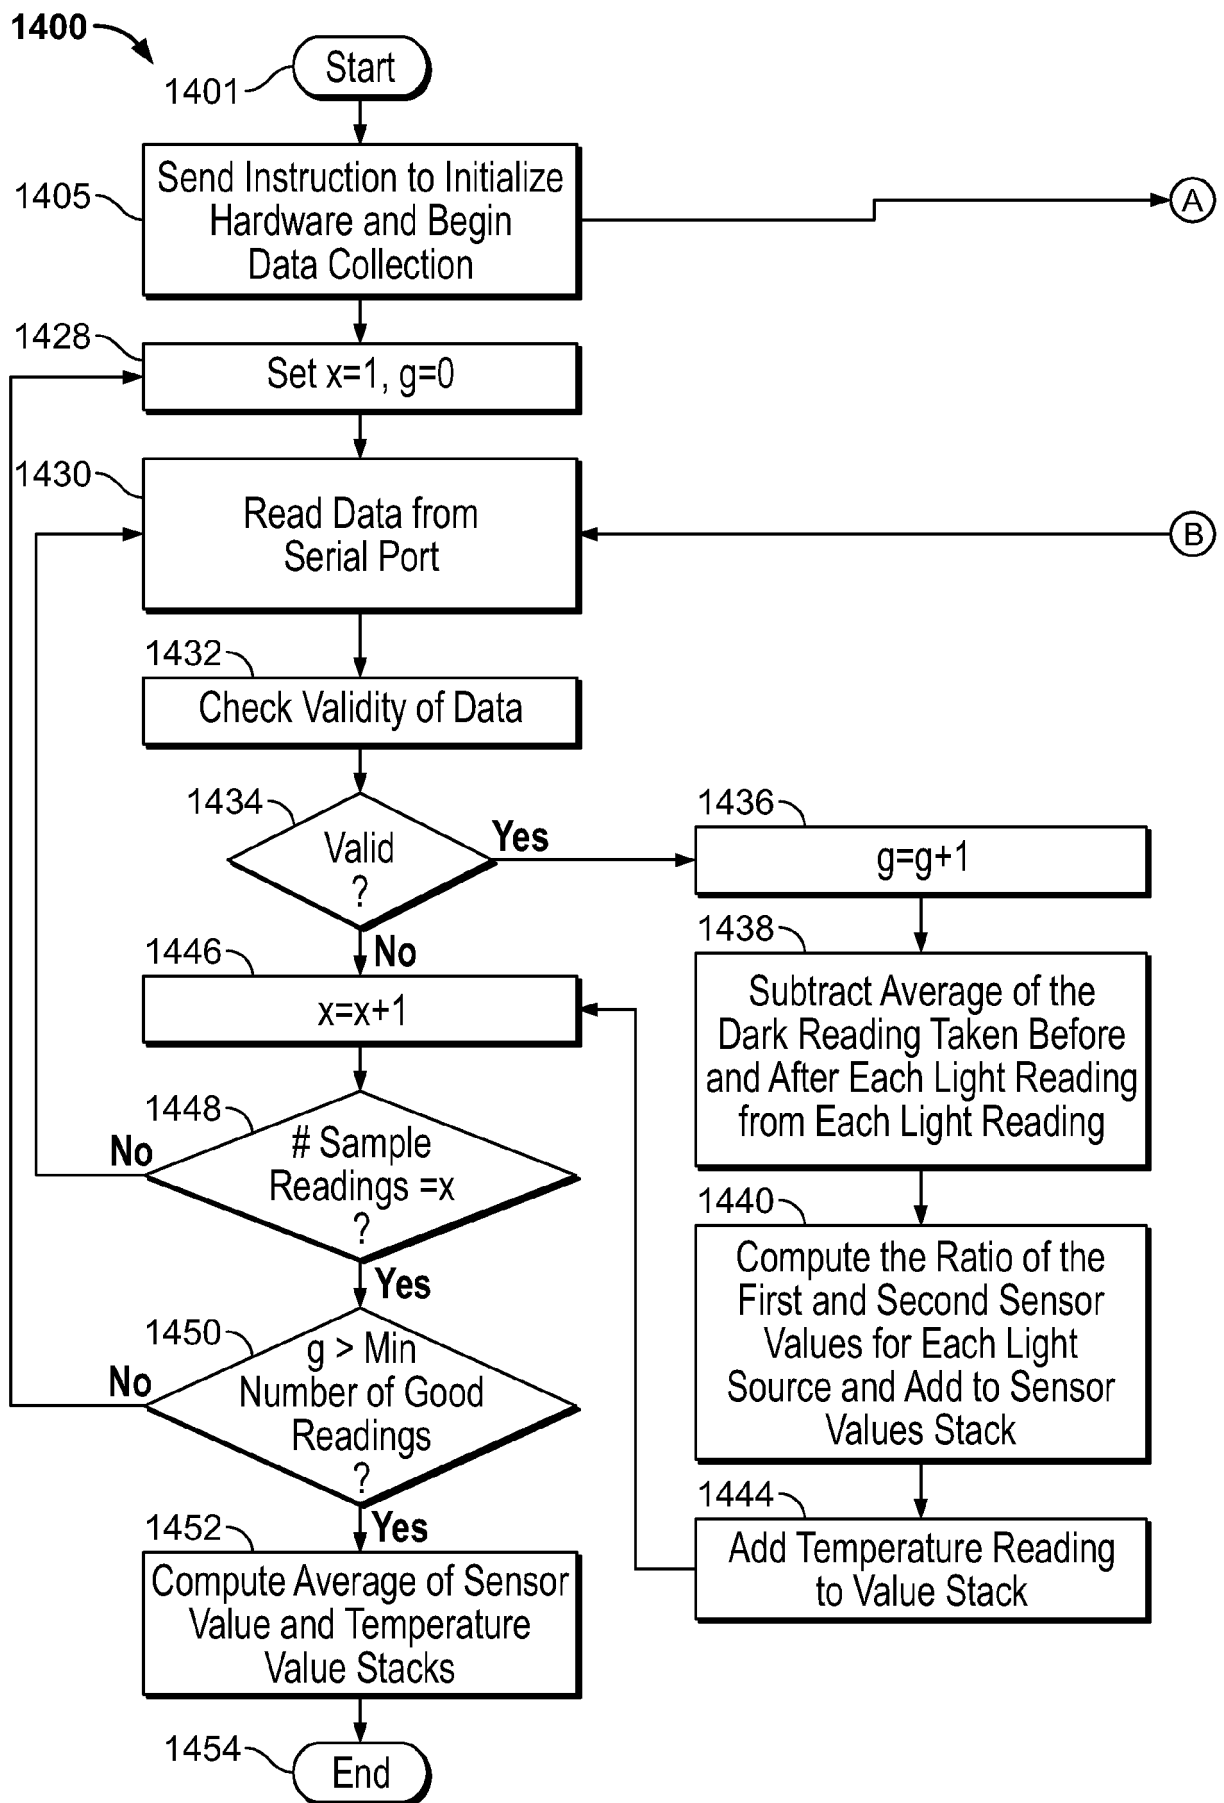 1400
Start
1401
Send Instruction to Initialize
Hardware and Begin
Data Collection
1405
A
1428
Set x=1, g=0
1430
Read Data from
Serial Port
B
1432
Check Validity of Data
1434
Valid
?
Yes
No
1436
g=g+1
1438
Subtract Average of the
Dark Reading Taken Before
and After Each Light Reading
from Each Light Reading
1440
Compute the Ratio of the
First and Second Sensor
Values for Each Light
Source and Add to Sensor
Values Stack
1444
Add Temperature Reading
to Value Stack
1446
x=x+1
1448
# Sample
Readings =x
?
No
Yes
1450
g > Min
Number of Good
Readings
?
No
Yes
1452
Compute Average of Sensor
Value and Temperature
Value Stacks
1454
End